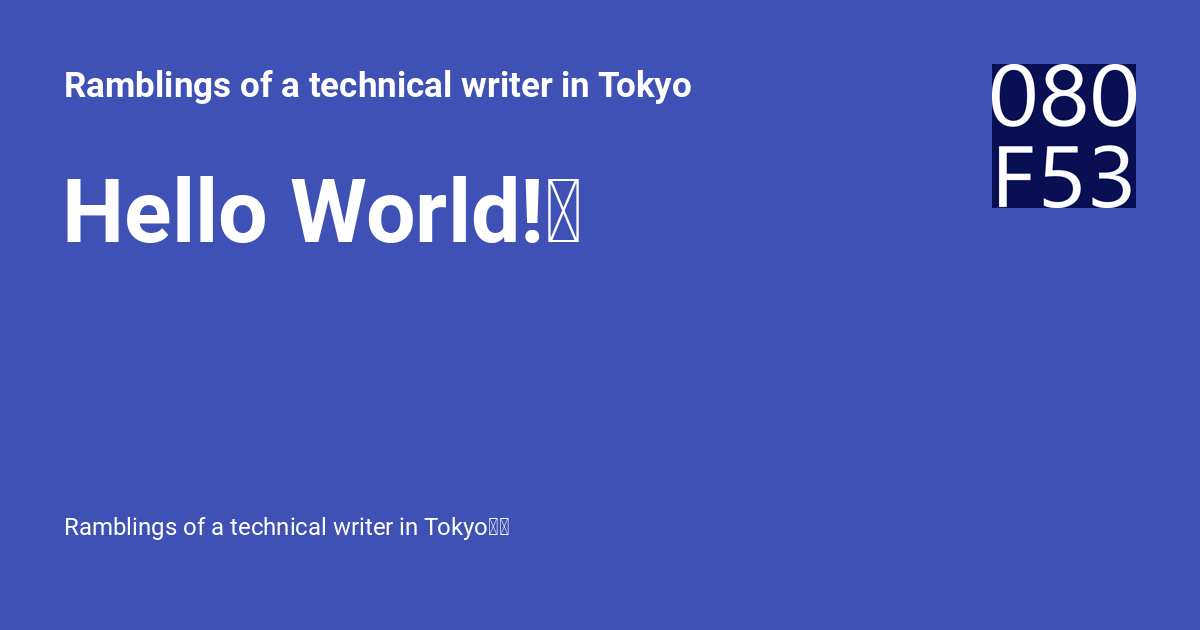 Ramblings of a technical writer in Tokyo
080
F53
Hello World!
Ramblings of a technical writer in Tokyo